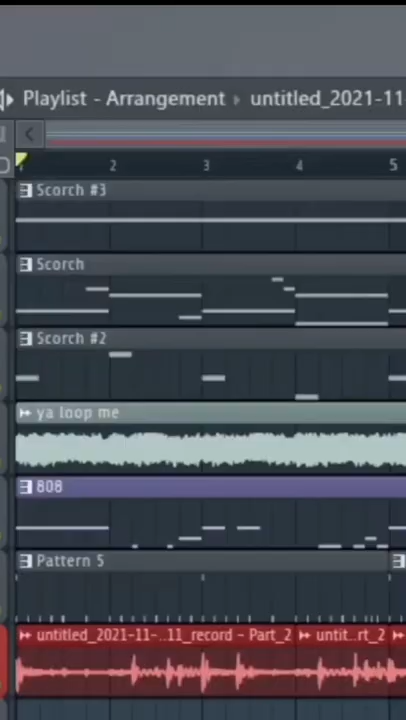 Playlist - Arrangement › untitled_2021-11
1 2 3 4 5
Scorch #3
Scorch
Scorch #2
ya loop me
808
Pattern 5
untitled_2021-11-..11_record - Part_2 untit...rt_2